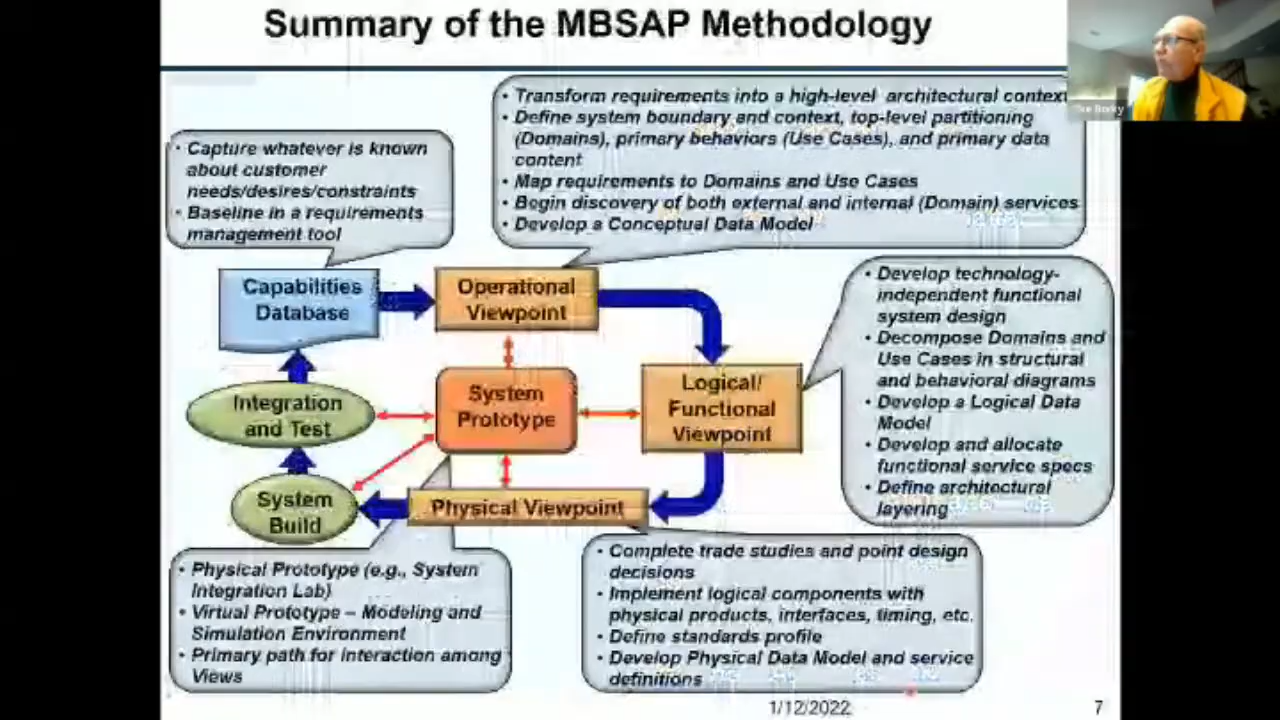 Summary of the MBSAP Methodology
• Transform requirements into a high-level architectural context
• Define system boundary and context, top-level partitioning
(Domains), primary behaviors (Use Cases), and primary data
content
• Map requirements to Domains and Use Cases
• Begin discovery of both external and internal (Domain) services
• Develop a Conceptual Data Model
• Capture whatever is known
about customer
needs/desires/constraints
• Baseline in a requirements
management tool
Capabilities
Database
Operational
Viewpoint
• Develop technology-
independent functional
system design
• Decompose Domains and
Use Cases in structural
and behavioral diagrams
• Develop a Logical Data
Model
• Develop and allocate
functional service specs
• Define architectural
layering
Integration
and Test
System
Prototype
Logical/
Functional
Viewpoint
System
Build
Physical Viewpoint
• Physical Prototype (e.g., System
Integration Lab)
• Virtual Prototype – Modeling and
Simulation Environment
• Primary path for interaction among
Views
• Complete trade studies and point design
decisions
• Implement logical components with
physical products, interfaces, timing, etc.
• Define standards profile
• Develop Physical Data Model and service
definitions
1/12/2022
7